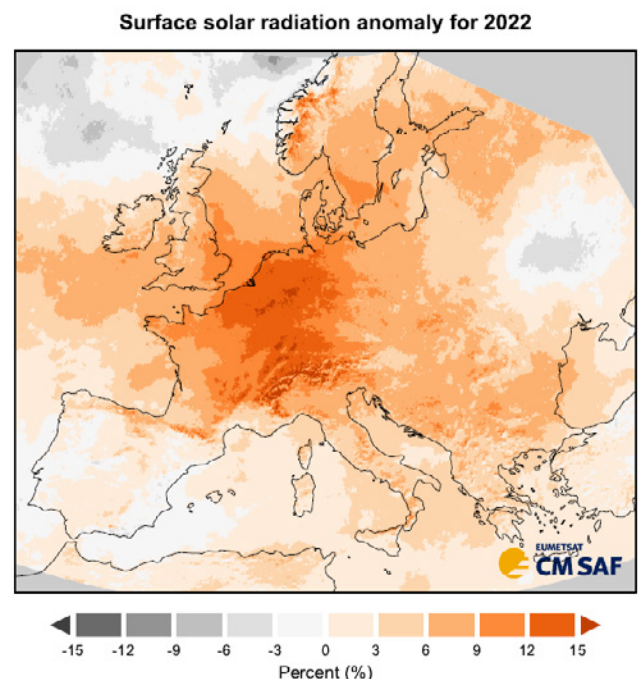 Surface solar radiation anomaly for 2022
EUMETSAT
CM SAF
-15 -12 -9 -6 -3 0 3 6 9 12 15
Percent (%)